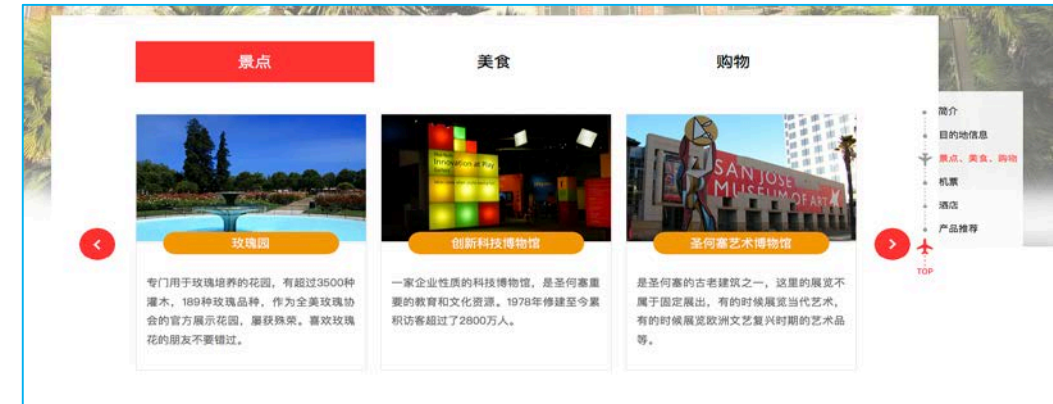 景点
美食
购物
Innovation at Play
SAN JOSE
MUSEUM OF ART
玫瑰园
创新科技博物馆
圣何塞艺术博物馆
专门用于玫瑰培养的花园，有超过3500种
灌木，189种玫瑰品种，作为全美玫瑰协
会的官方展示花园，屡获殊荣。喜欢玫瑰
花的朋友不要错过。
一家企业性质的科技博物馆，是圣何塞重
要的教育和文化资源。1978年修建至今累
积访客超过了2800万人。
是圣何塞的古老建筑之一，这里的展览不
属于固定展出，有的时候展览当代艺术，
有的时候展览欧洲文艺复兴时期的艺术品
等。
简介
目的地信息
景点、美食、购物
机票
酒店
产品推荐
TOP